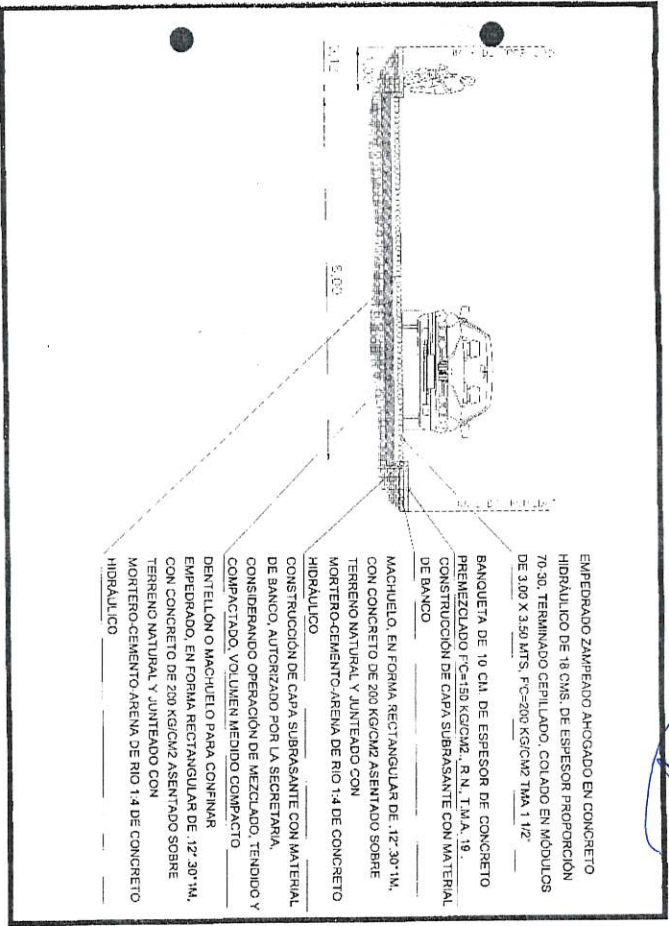 EMPEDRADO ZAMPEADO AHOGADO EN CONCRETO
HIDRÁULICO DE 18 CMS, DE ESPESOR PROPORCIÓN
70-30, TERMINADO CEPILLADO, COLADO EN MÓDULOS
DE 3.00 X 3.50 MTS, F'C=200 KG/CM2 TMA 1 1/2"
BANQUETA DE 10 CM. DE ESPESOR DE CONCRETO
PREMEZCLADO F'C=150 KG/CM2., R.N., T.M.A. 19.
CONSTRUCCIÓN DE CAPA SUBRASANTE CON MATERIAL
DE BANCO
MACHUELO, EN FORMA RECTANGULAR DE .12*.30*1M,
CON CONCRETO DE 200 KG/CM2 ASENTADO SOBRE
TERRENO NATURAL Y JUNTEADO CON
MORTERO-CEMENTO-ARENA DE RIO 1:4 DE CONCRETO
HIDRÁULICO
CONSTRUCCIÓN DE CAPA SUBRASANTE CON MATERIAL
DE BANCO, AUTORIZADO POR LA SECRETARIA,
CONSIDERANDO OPERACIÓN DE MEZCLADO, TENDIDO Y
COMPACTADO, VOLUMEN MEDIDO COMPACTO
DENTELLÓN O MACHUELO PARA CONFINAR
EMPEDRADO, EN FORMA RECTANGULAR DE .12*.30*1M,
CON CONCRETO DE 200 KG/CM2 ASENTADO SOBRE
TERRENO NATURAL Y JUNTEADO CON
MORTERO-CEMENTO-ARENA DE RIO 1:4 DE CONCRETO
HIDRÁULICO